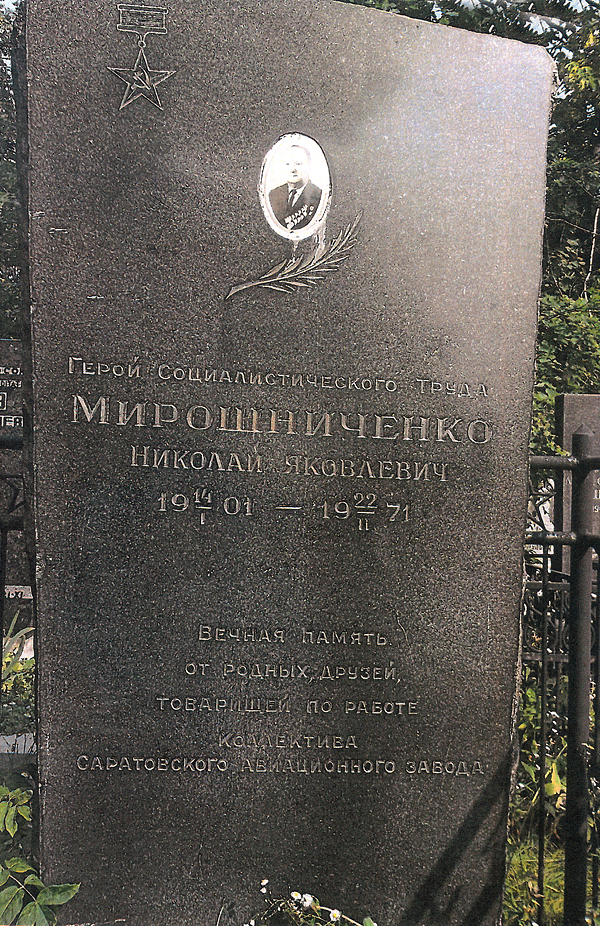 Герой Социалистического Труда
Мирошниченко
Николай Яковлевич
19 14/I 01 — 19 22/II 71
Вечная память
от родных, друзей,
товарищей по работе
коллектива
Саратовского авиационного завода